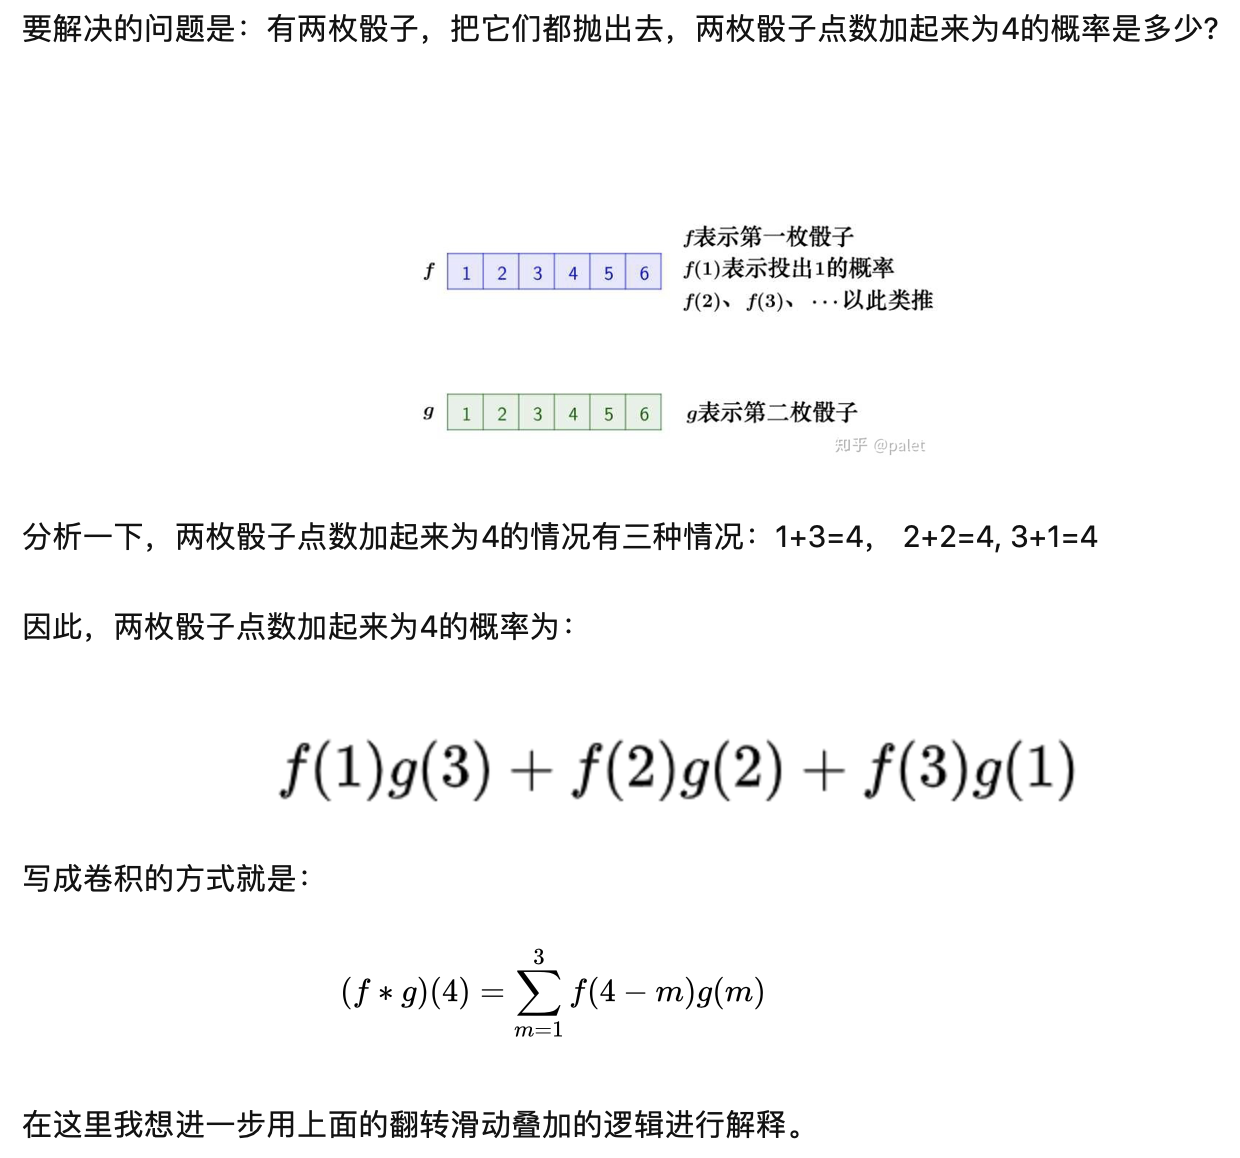 要解决的问题是：有两枚骰子，把它们都抛出去，两枚骰子点数加起来为4的概率是多少?
f表示第一枚骰子
f 1 2 3 4 5 6 f(1)表示投出1的概率
f(2)、f(3)、⋯以此类推
g 1 2 3 4 5 6 g表示第二枚骰子
知乎 @palet
分析一下，两枚骰子点数加起来为4的情况有三种情况：1+3=4， 2+2=4, 3+1=4
因此，两枚骰子点数加起来为4的概率为：
f(1)g(3) + f(2)g(2) + f(3)g(1)
写成卷积的方式就是：
(f ∗ g)(4) = ∑_{m=1}^{3} f(4 − m)g(m)
在这里我想进一步用上面的翻转滑动叠加的逻辑进行解释。